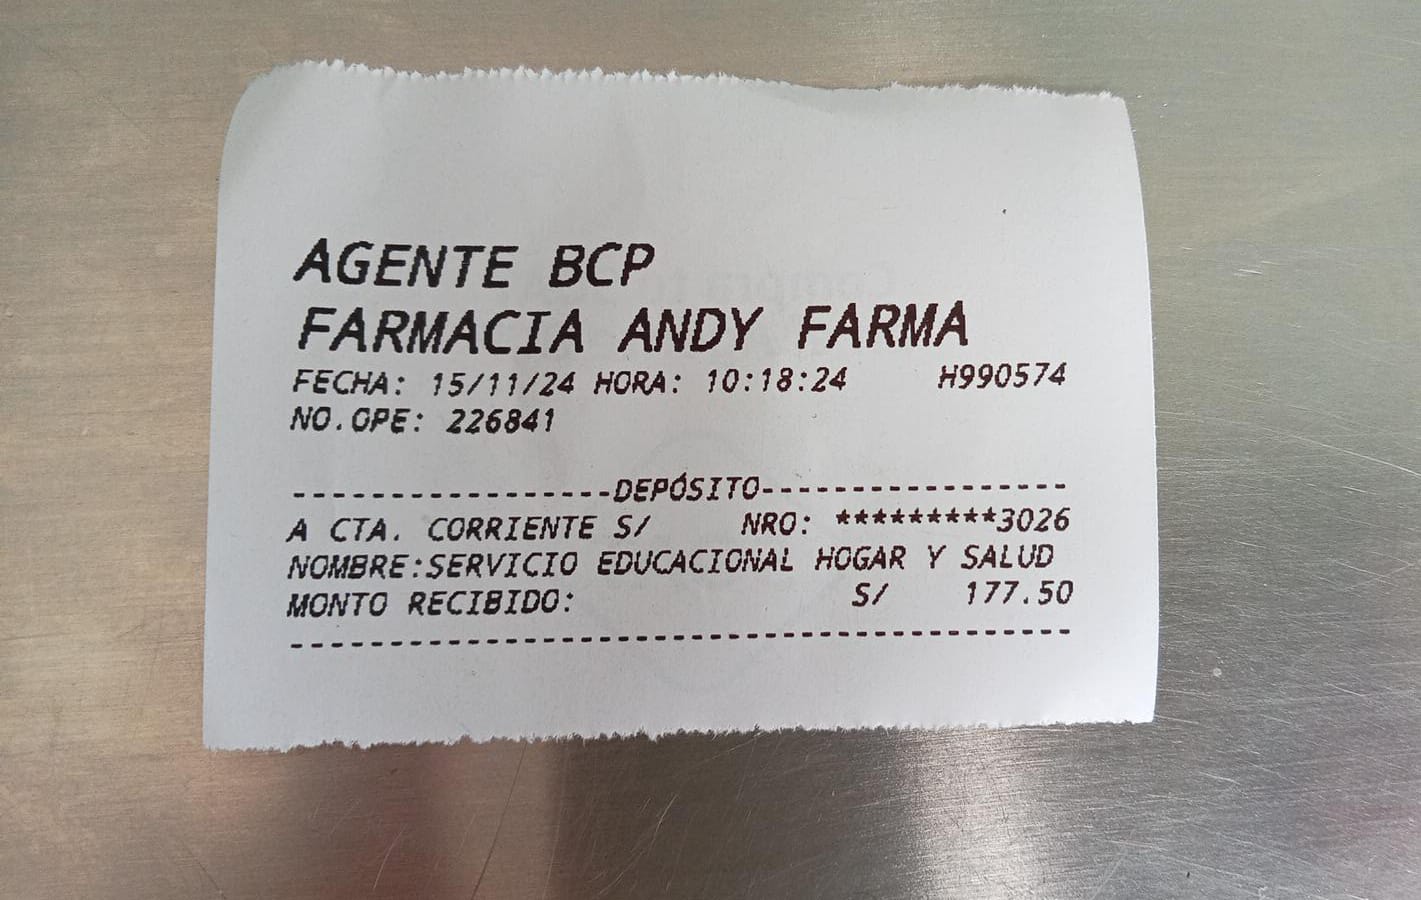 AGENTE BCP
FARMACIA ANDY FARMA
FECHA: 15/11/24 HORA: 10:18:24 H990574
NO.OPE: 226841
-----------------DEPÓSITO-----------------
A CTA. CORRIENTE S/ NRO: *********3026
NOMBRE:SERVICIO EDUCACIONAL HOGAR Y SALUD
MONTO RECIBIDO: S/ 177.50
----------------------------------------